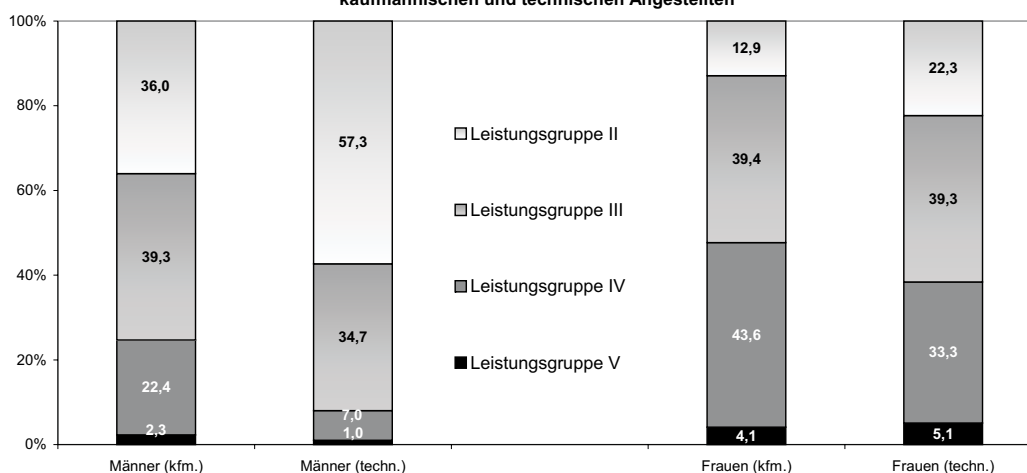 kaufmännischen und technischen Angestellten
100%
80%
60%
40%
20%
0%
36,0
39,3
22,4
2,3
57,3
34,7
7,0
1,0
Leistungsgruppe II
Leistungsgruppe III
Leistungsgruppe IV
Leistungsgruppe V
12,9
39,4
43,6
4,1
22,3
39,3
33,3
5,1
Männer (kfm.)
Männer (techn.)
Frauen (kfm.)
Frauen (techn.)